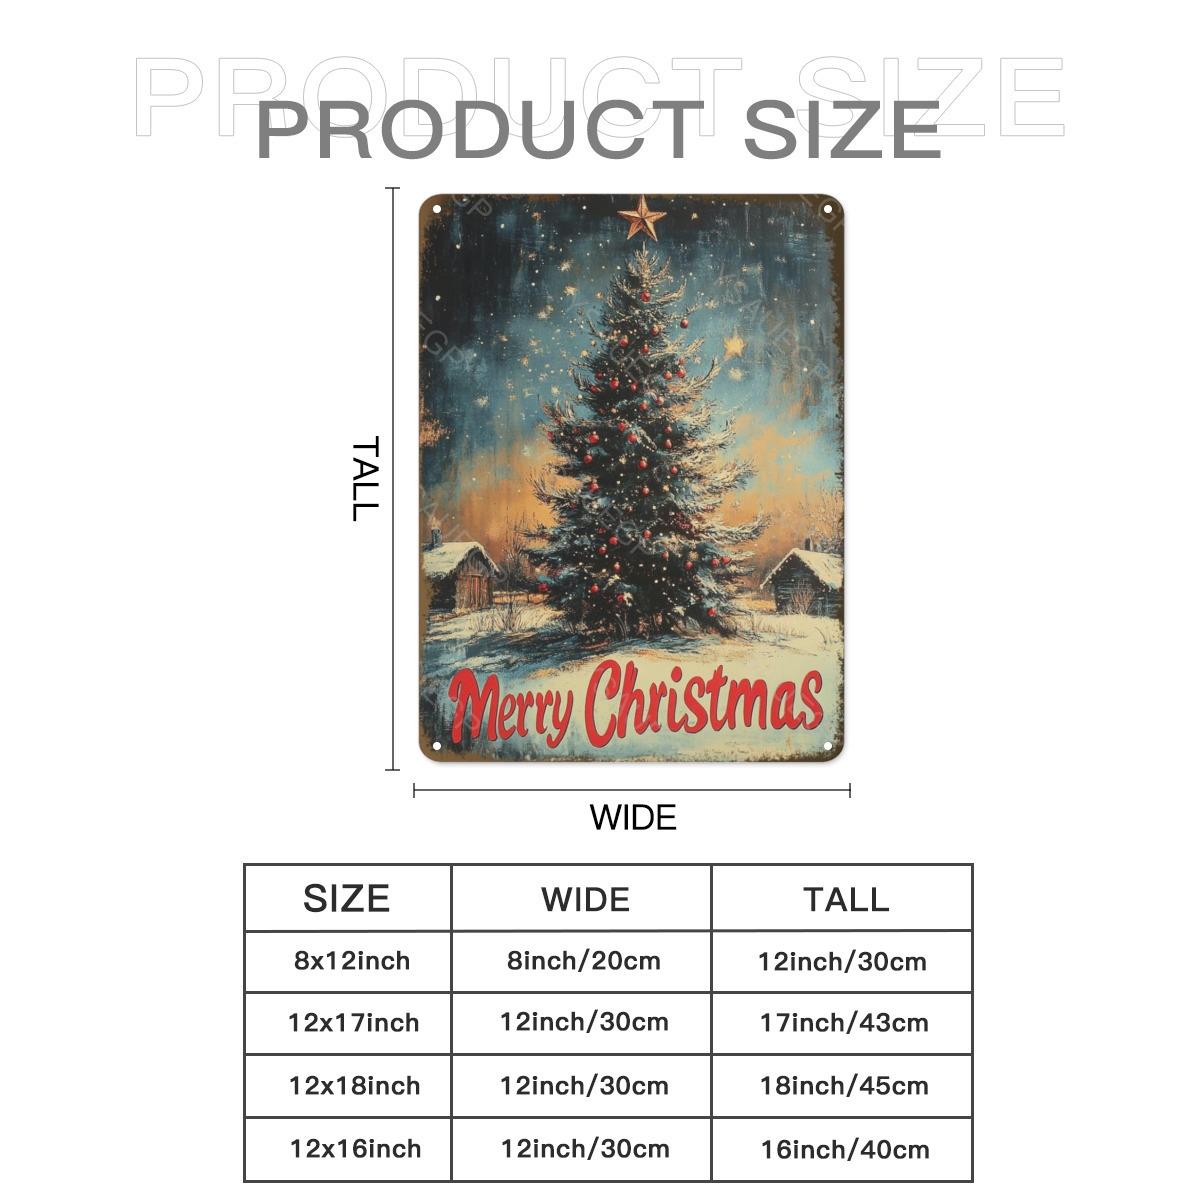 PRODUCT SIZE
PRODUCT SIZE
TALL
Merry Christmas
WIDE
SIZE WIDE TALL
8x12inch 8inch/20cm 12inch/30cm
12x17inch 12inch/30cm 17inch/43cm
12x18inch 12inch/30cm 18inch/45cm
12x16inch 12inch/30cm 16inch/40cm